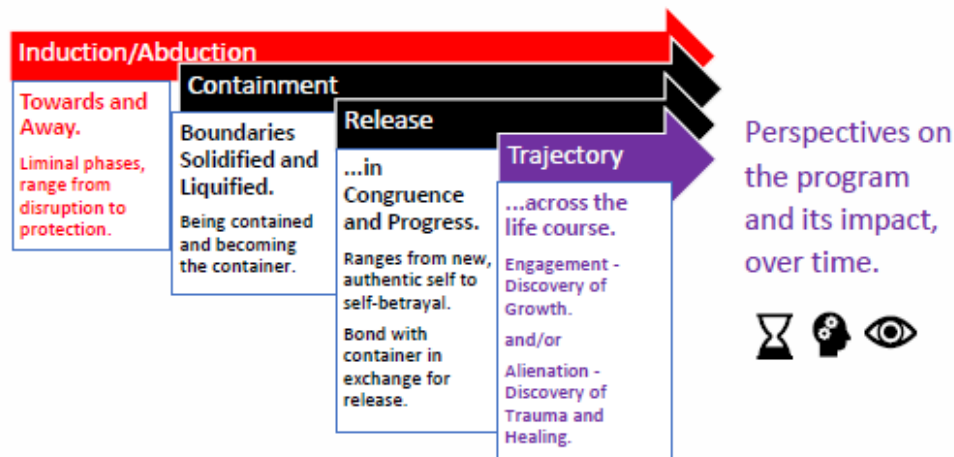 Induction/Abduction
Towards and
Away.
Liminal phases,
range from
disruption to
protection.
Containment
Boundaries
Solidified and
Liquified.
Being contained
and becoming
the container.
Release
...in
Congruence
and Progress.
Ranges from new,
authentic self to
self-betrayal.
Bond with
container in
exchange for
release.
Trajectory
...across the
life course.
Engagement -
Discovery of
Growth.
and/or
Alienation -
Discovery of
Trauma and
Healing.
Perspectives on
the program
and its impact,
over time.